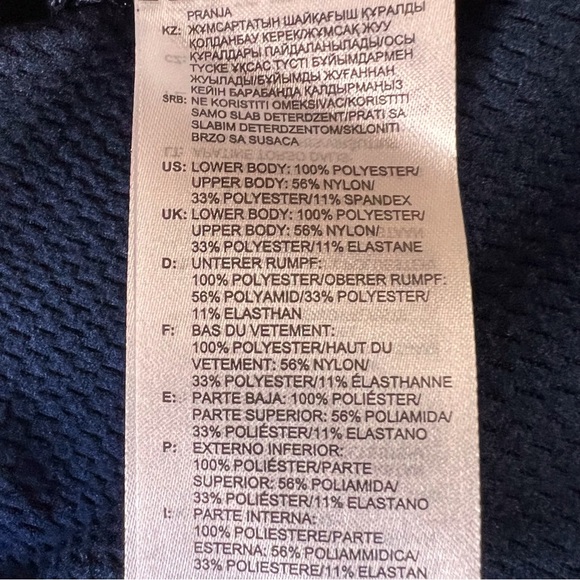 PRANJA
KZ: ЖҰМСАРТАТЫН ШАЙҚАҒЫШ ҚҰРАЛДЫ
ҚОЛДАНБАУ КЕРЕК/ЖҰМСАҚ ЖУУ
ҚҰРАЛДАРЫ ПАЙДАЛАНЫЛАДЫ/ОСЫ
ТҮСКЕ ҰҚСАС ТҮСТІ БҰЙЫМДАРМЕН
ЖУЫЛАДЫ/БҰЙЫМДЫ ЖУҒАННАН
КЕЙІН БАРАБАНДА ҚАЛДЫРМАҢЫЗ
SRB: NE KORISTITI OMEKSIVAC/KORISTITI
SAMO SLAB DETERDZENT/PRATI SA
SLABIM DETERDZENTOM/SKLONITI
BRZO SA SUSACA
US: LOWER BODY: 100% POLYESTER/
UPPER BODY: 56% NYLON/
33% POLYESTER/11% SPANDEX
UK: LOWER BODY: 100% POLYESTER/
UPPER BODY: 56% NYLON/
33% POLYESTER/11% ELASTANE
D: UNTERER RUMPF:
100% POLYESTER/OBERER RUMPF:
56% POLYAMID/33% POLYESTER/
11% ELASTHAN
F: BAS DU VETEMENT:
100% POLYESTER/HAUT DU
VETEMENT: 56% NYLON/
33% POLYESTER/11% ÉLASTHANNE
E: PARTE BAJA: 100% POLIÉSTER/
PARTE SUPERIOR: 56% POLIAMIDA/
33% POLIÉSTER/11% ELASTANO
P: EXTERNO INFERIOR:
100% POLIÉSTER/PARTE
SUPERIOR: 56% POLIAMIDA/
33% POLIÉSTER/11% ELASTANO
I: PARTE INTERNA:
100% POLIESTERE/PARTE
ESTERNA: 56% POLIAMMIDICA/
33% POLIESTERE/11% ELASTAN